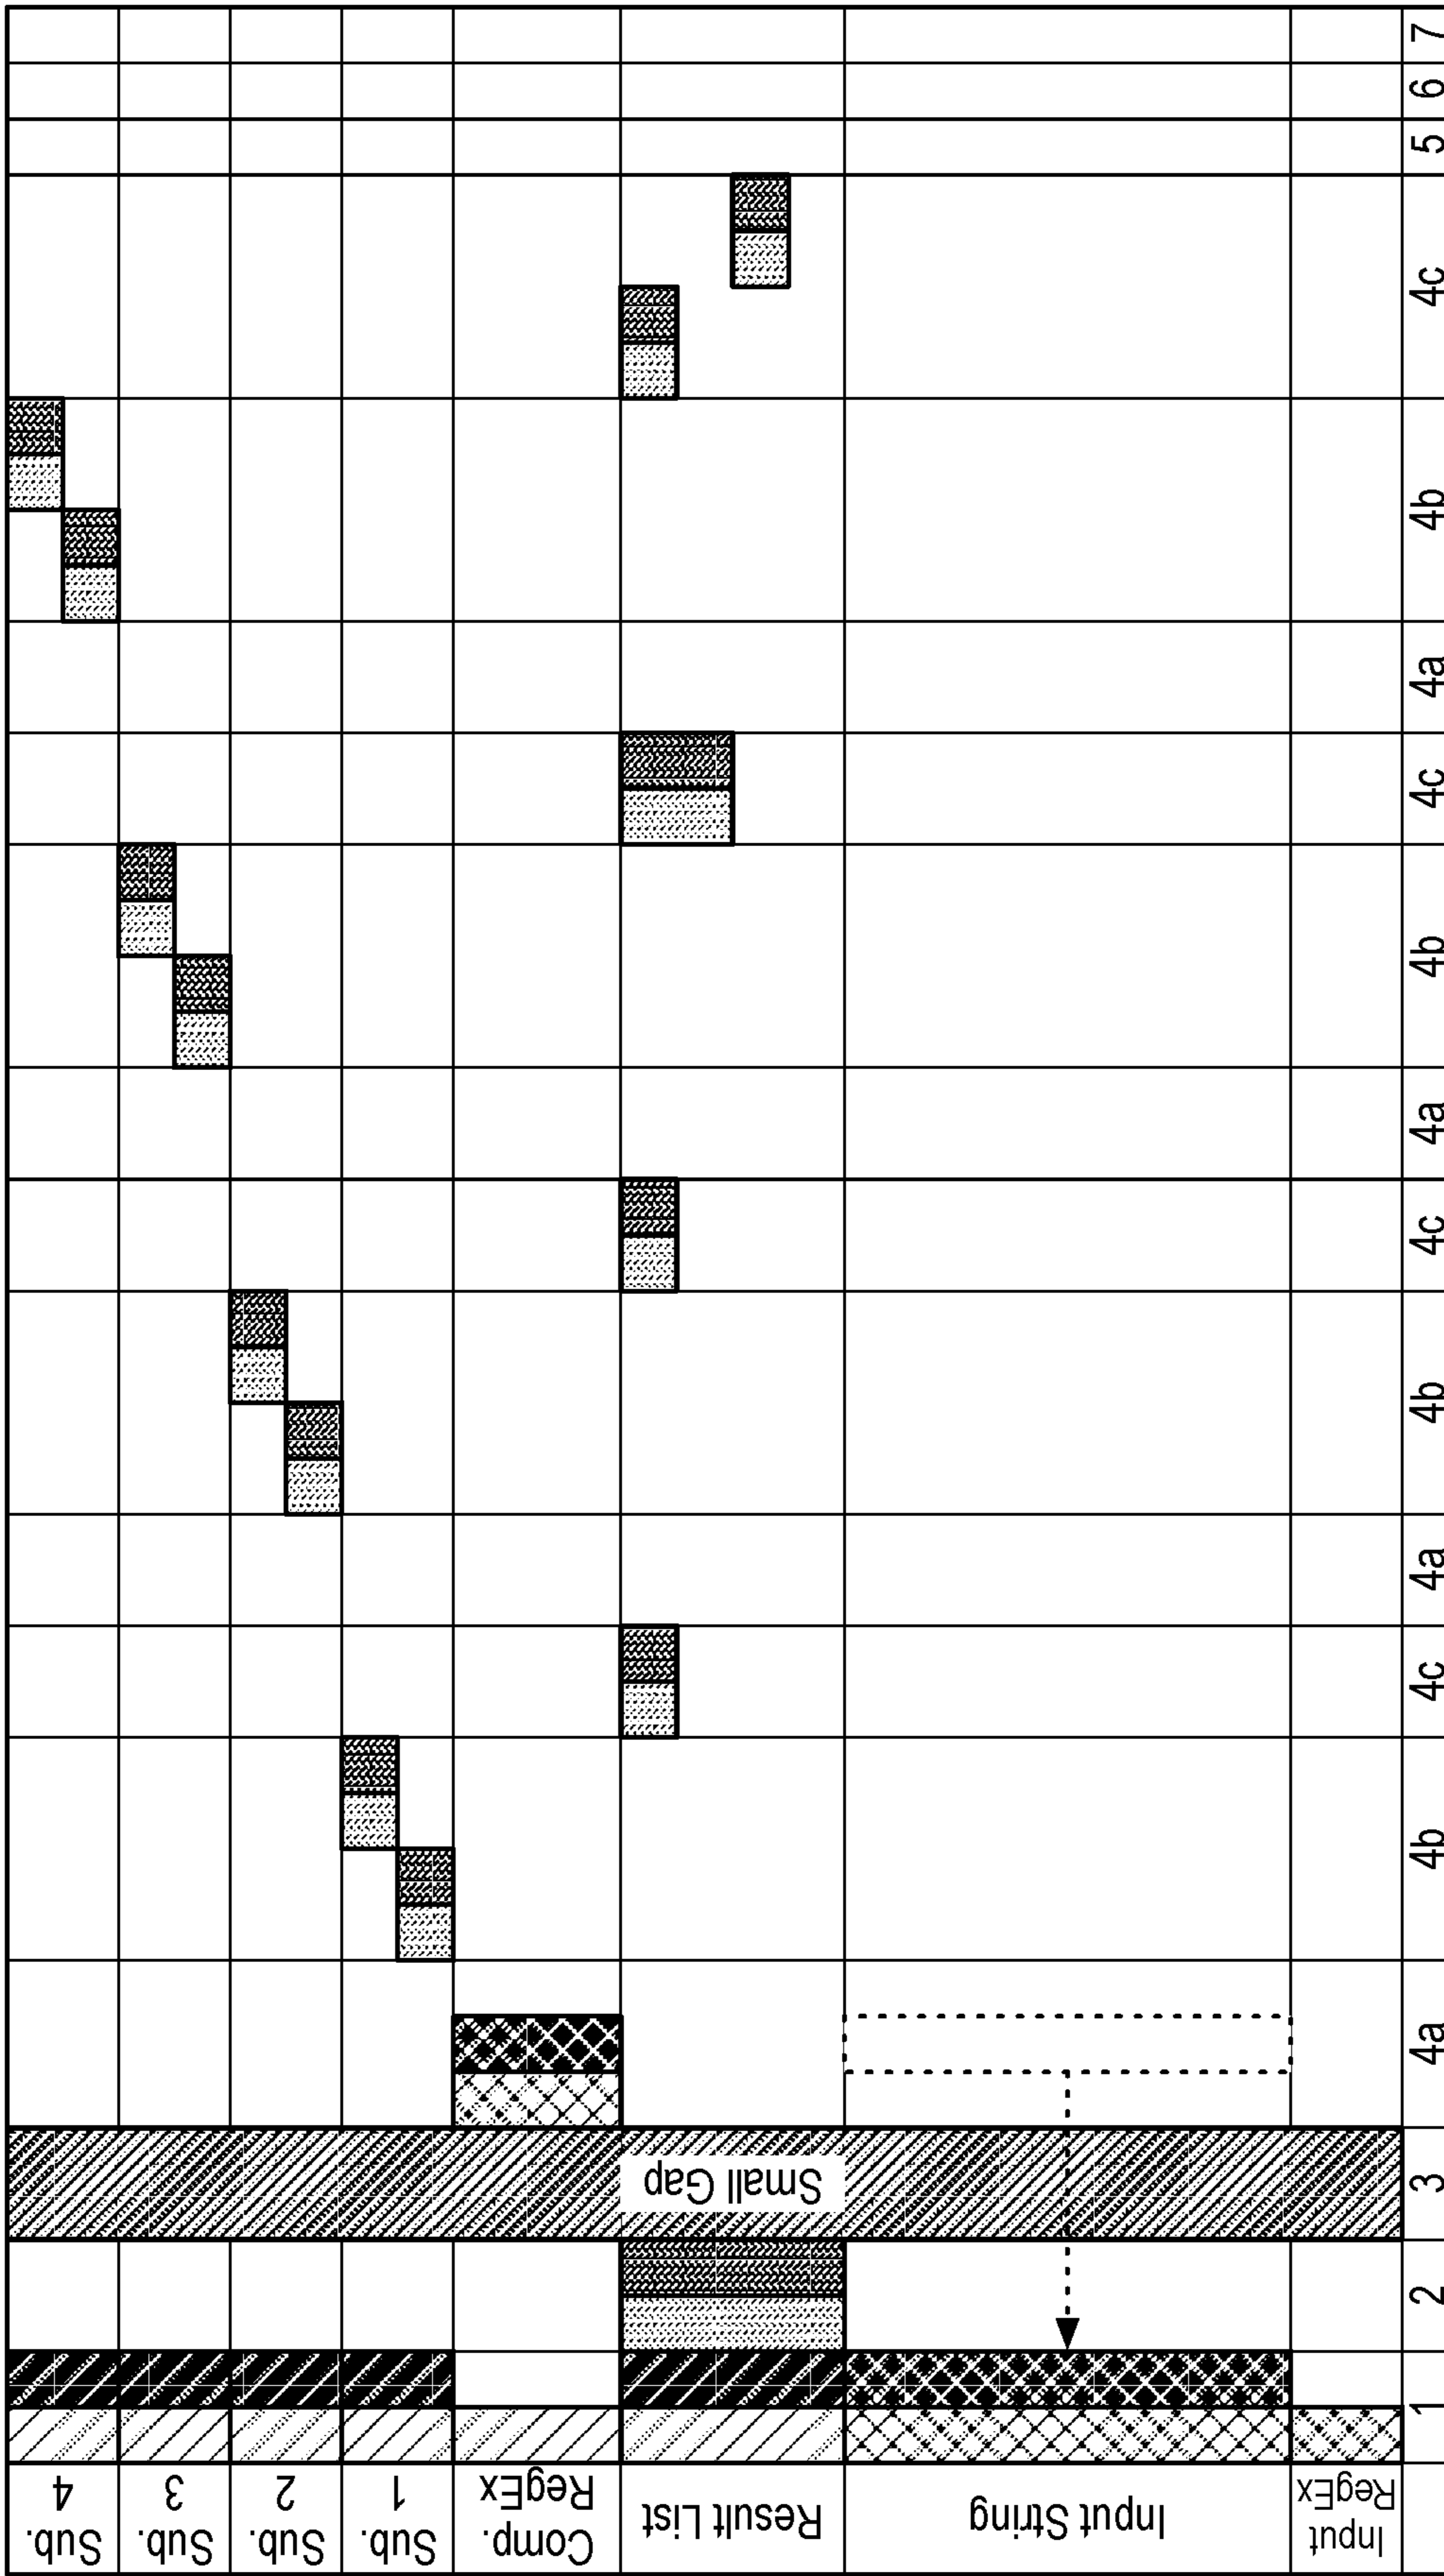 Input
RegEx
Input String
Result List
Comp.
RegEx
Sub.
1
Sub.
2
Sub.
3
Sub.
4
Small Gap
1
2
3
4a
4b
4c
4a
4b
4c
4a
4b
4c
4a
4b
4c
5
6
7